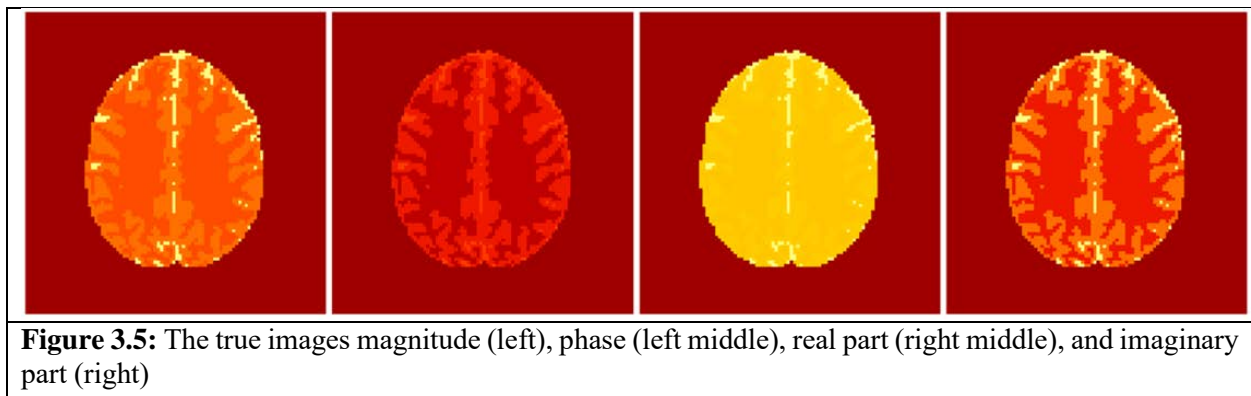 Figure 3.5: The true images magnitude (left), phase (left middle), real part (right middle), and imaginary
part (right)